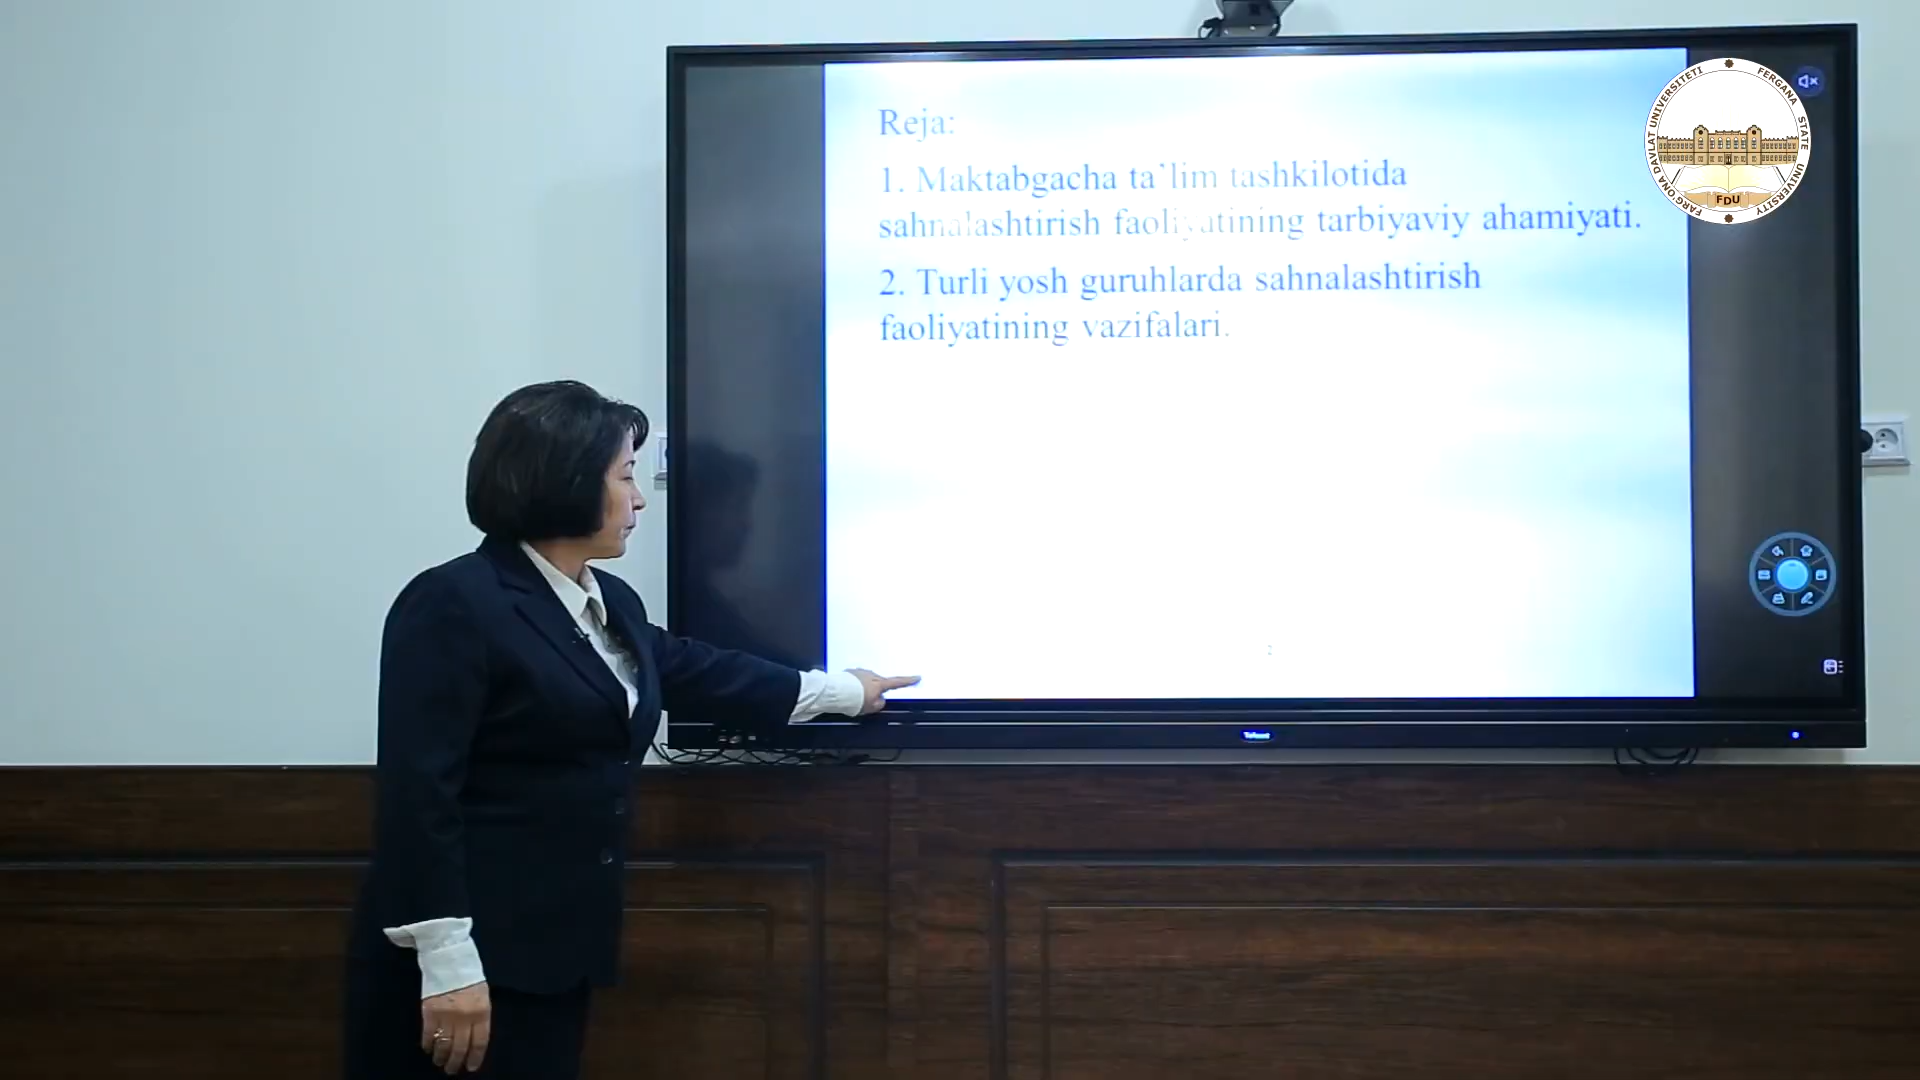 Reja:
1. Maktabgacha ta`lim tashkilotida
sahnalashtirish faoliyatining tarbiyaviy ahamiyati.
2. Turli yosh guruhlarda sahnalashtirish
faoliyatining vazifalari.
2
FARG'ONA DAVLAT UNIVERSITETI
FERGANA STATE UNIVERSITY
FDU